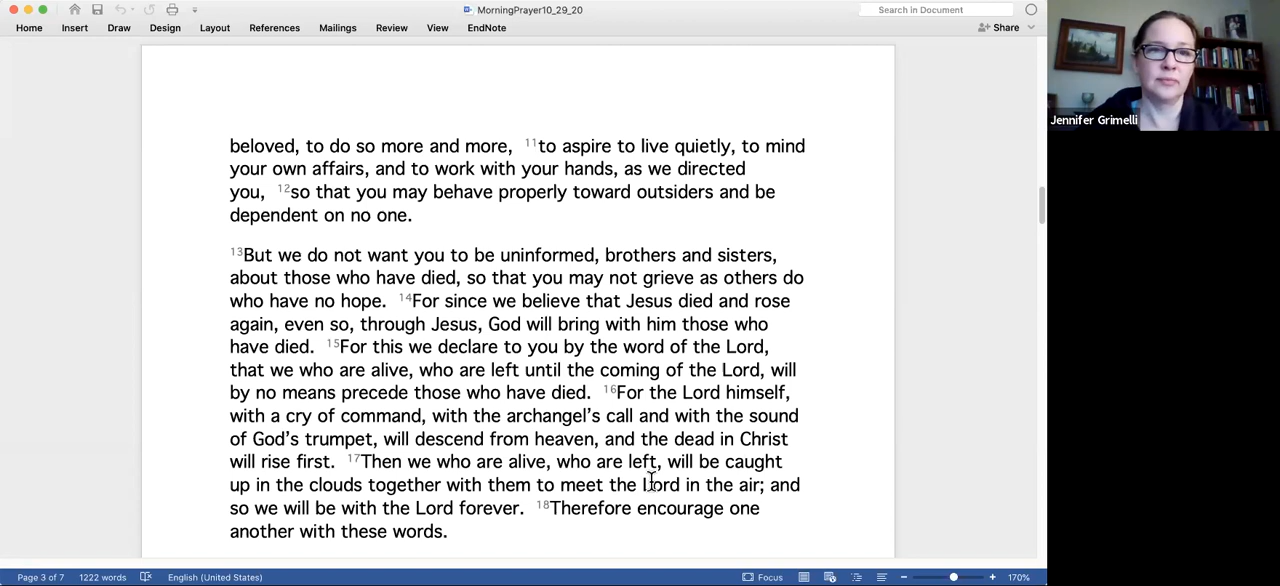 MorningPrayer10_29_20
Search in Document
Home Insert Draw Design Layout References Mailings Review View EndNote Share
beloved, to do so more and more, 11to aspire to live quietly, to mind
your own affairs, and to work with your hands, as we directed
you, 12so that you may behave properly toward outsiders and be
dependent on no one.
13But we do not want you to be uninformed, brothers and sisters,
about those who have died, so that you may not grieve as others do
who have no hope. 14For since we believe that Jesus died and rose
again, even so, through Jesus, God will bring with him those who
have died. 15For this we declare to you by the word of the Lord,
that we who are alive, who are left until the coming of the Lord, will
by no means precede those who have died. 16For the Lord himself,
with a cry of command, with the archangel's call and with the sound
of God's trumpet, will descend from heaven, and the dead in Christ
will rise first. 17Then we who are alive, who are left, will be caught
up in the clouds together with them to meet the Lord in the air; and
so we will be with the Lord forever. 18Therefore encourage one
another with these words.
Page 3 of 7 1222 words English (United States) Focus 170%
Jennifer Grimelli